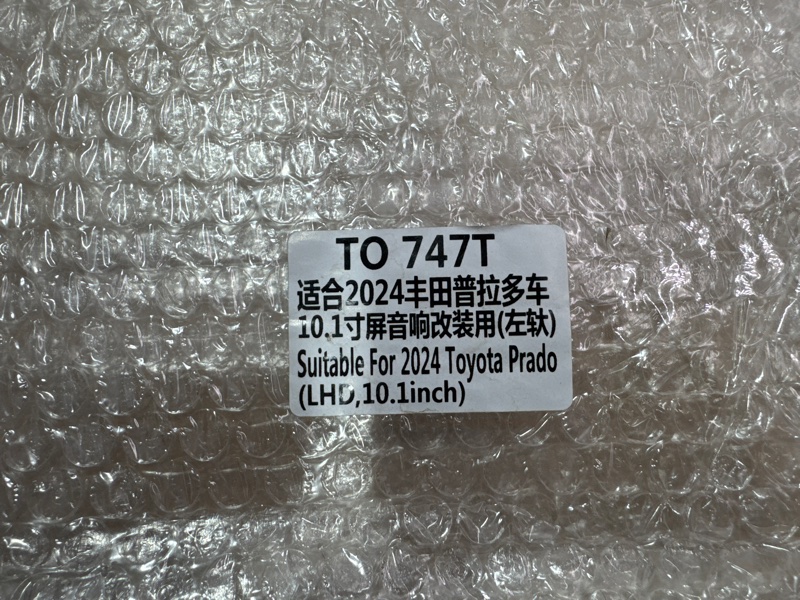 TO 747T
适合2024丰田普拉多车
10.1寸屏音响改装用(左轪)
Suitable For 2024 Toyota Prado
(LHD,10.1inch)